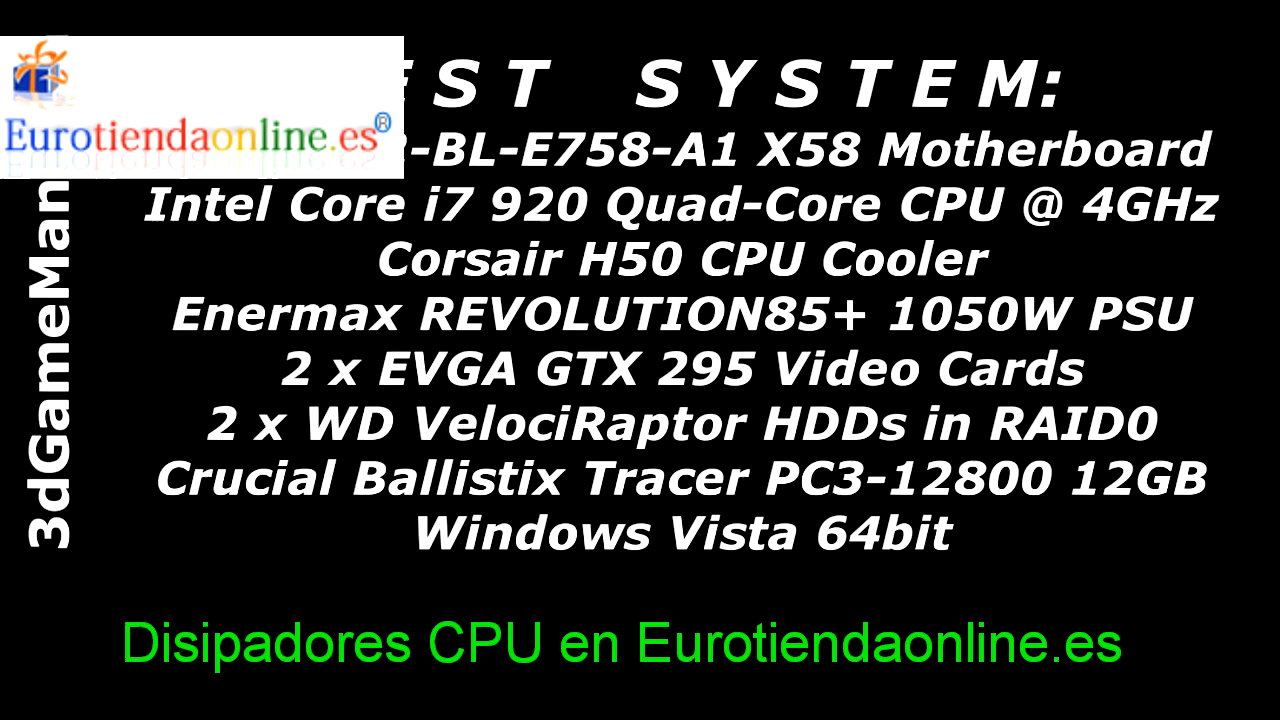 Eurotiendaonline.es®
E S T S Y S T E M:
-BL-E758-A1 X58 Motherboard
Intel Core i7 920 Quad-Core CPU @ 4GHz
Corsair H50 CPU Cooler
Enermax REVOLUTION85+ 1050W PSU
2 x EVGA GTX 295 Video Cards
2 x WD VelociRaptor HDDs in RAID0
Crucial Ballistix Tracer PC3-12800 12GB
Windows Vista 64bit
3dGameMan
Disipadores CPU en Eurotiendaonline.es